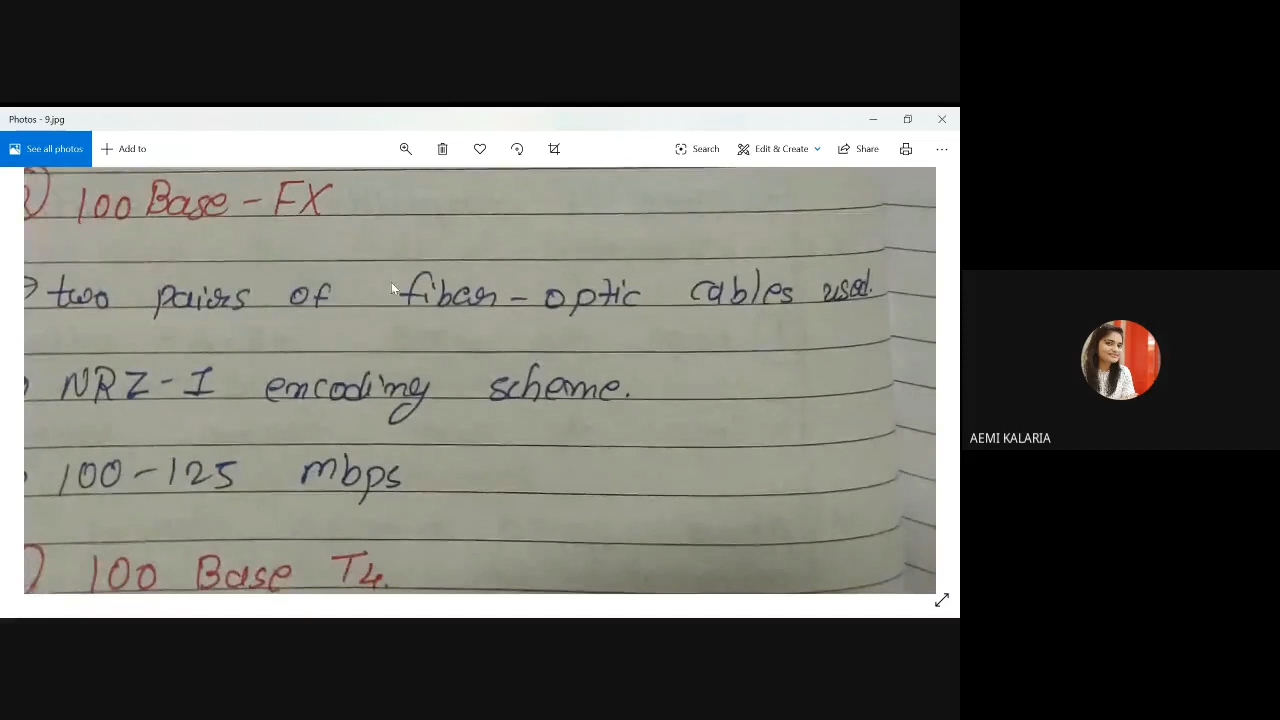 Photos - 9.jpg
See all photos
Add to
Search
Edit & Create
Share
100 Base - FX
two pairs of fiber - optic cables used.
NRZ - I encoding scheme.
100 - 125 mbps
100 Base T4.
AEMI KALARIA